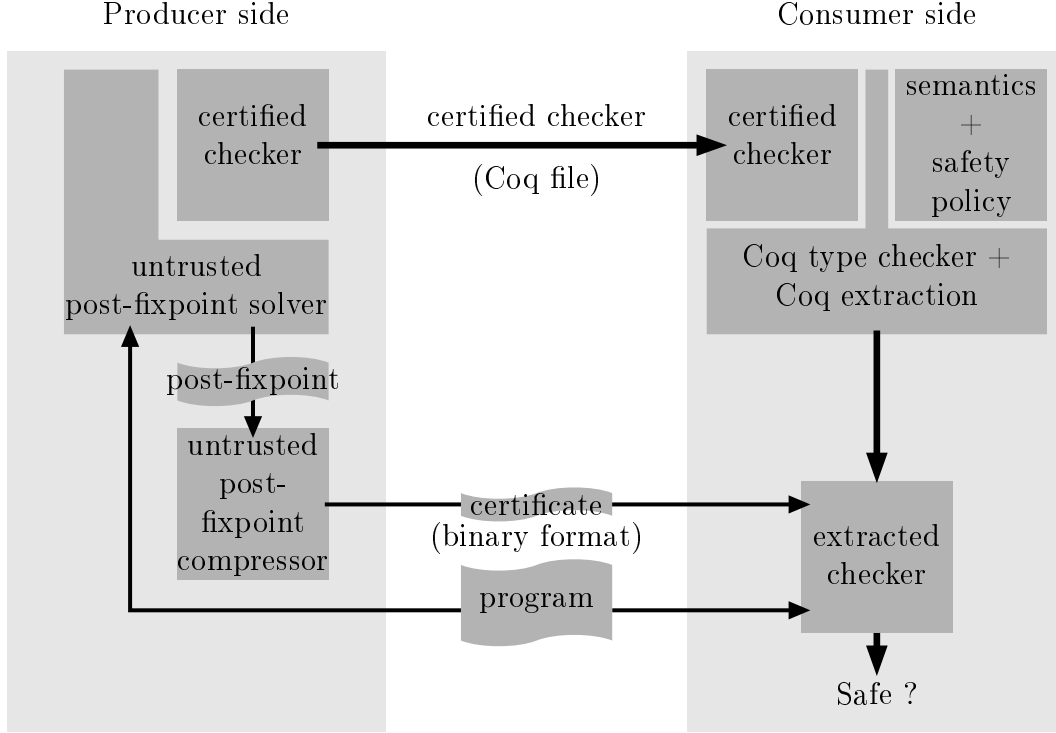 Producer side
Consumer side
certified
checker
certified checker
(Coq file)
certified
checker
semantics
+
safety
policy
untrusted
post-fixpoint solver
Coq type checker +
Coq extraction
post-fixpoint
untrusted
post-
fixpoint
compressor
certificate
(binary format)
program
extracted
checker
Safe ?